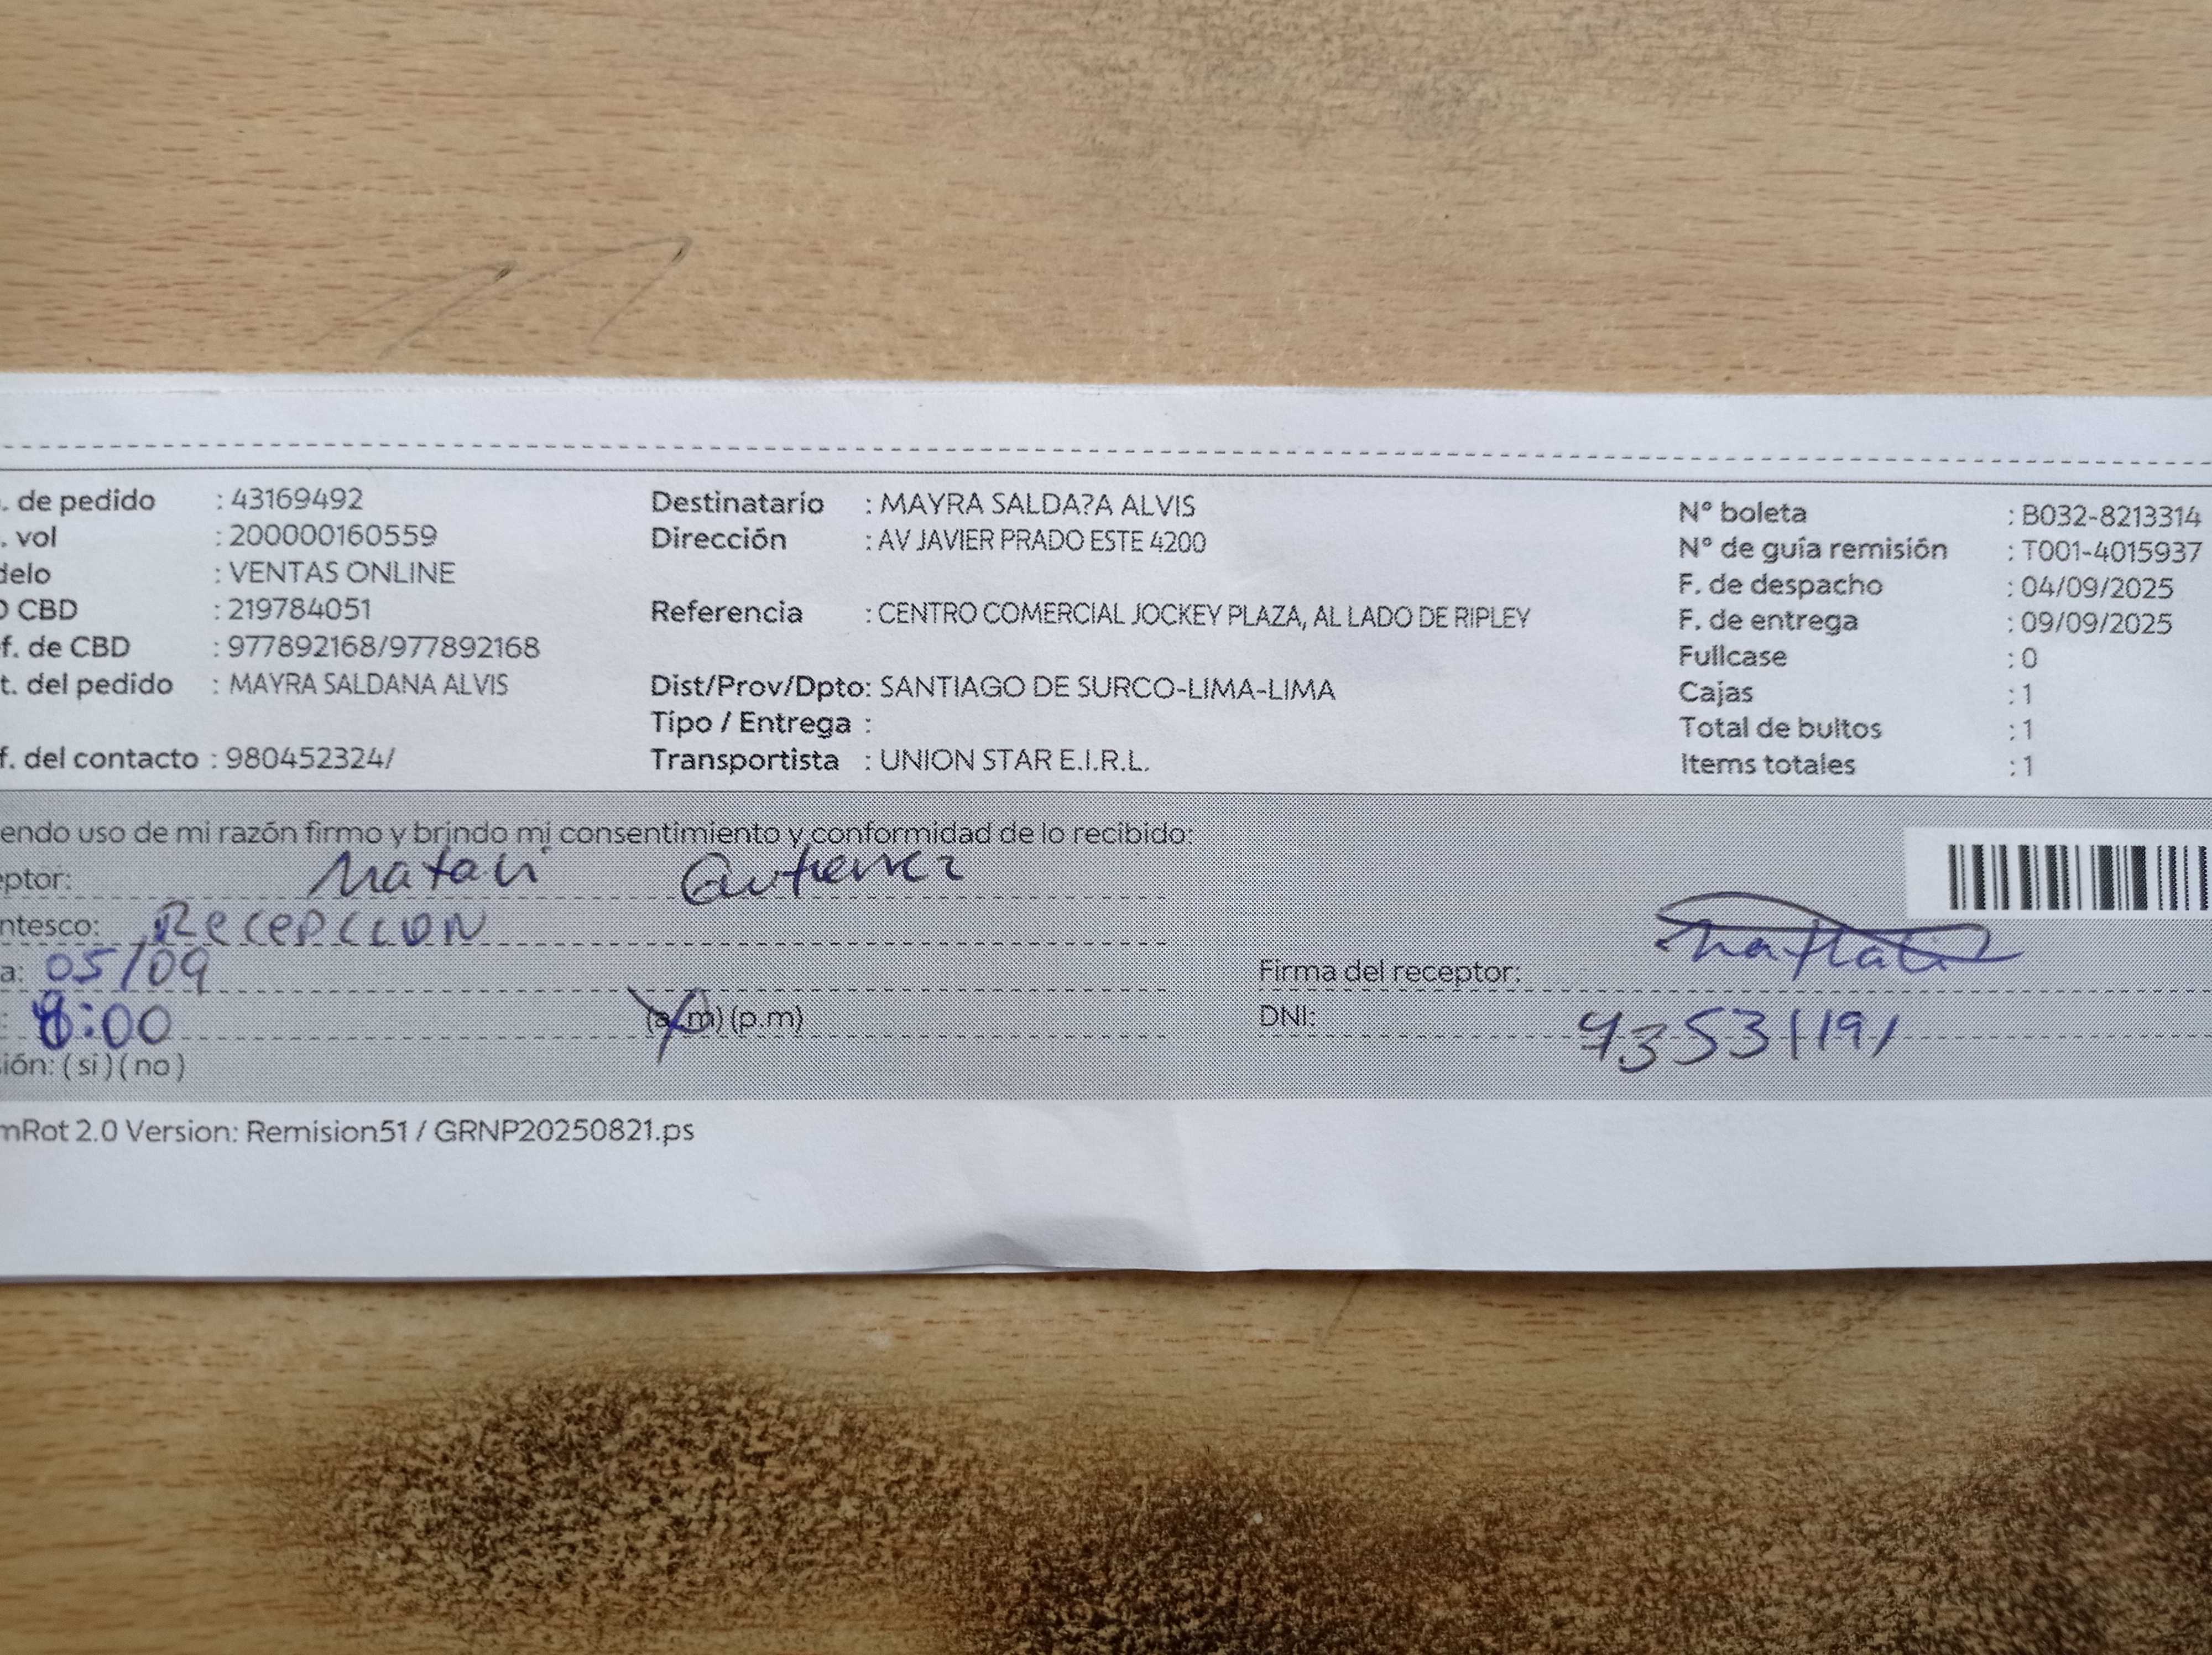 . de pedido : 43169492
. vol : 200000160559
delo : VENTAS ONLINE
O CBD : 219784051
f. de CBD : 977892168/977892168
t. del pedido : MAYRA SALDANA ALVIS
f. del contacto : 980452324/
Destinatario : MAYRA SALDA?A ALVIS
Dirección : AV JAVIER PRADO ESTE 4200
Referencia : CENTRO COMERCIAL JOCKEY PLAZA, AL LADO DE RIPLEY
Dist/Prov/Dpto: SANTIAGO DE SURCO-LIMA-LIMA
Tipo / Entrega :
Transportista : UNION STAR E.I.R.L.
N° boleta : B032-8213314
N° de guía remisión : T001-4015937
F. de despacho : 04/09/2025
F. de entrega : 09/09/2025
Fullcase : 0
Cajas : 1
Total de bultos : 1
Items totales : 1
endo uso de mi razón firmo y brindo mi consentimiento y conformidad de lo recibido:
eptor: Natali Gutierrez
ntesco: Recepcion
a: 05/09
: 8:00 (a.m) (p.m)
ión: ( si ) ( no )
Firma del receptor:
DNI:
mRot 2.0 Version: Remision51 / GRNP20250821.ps